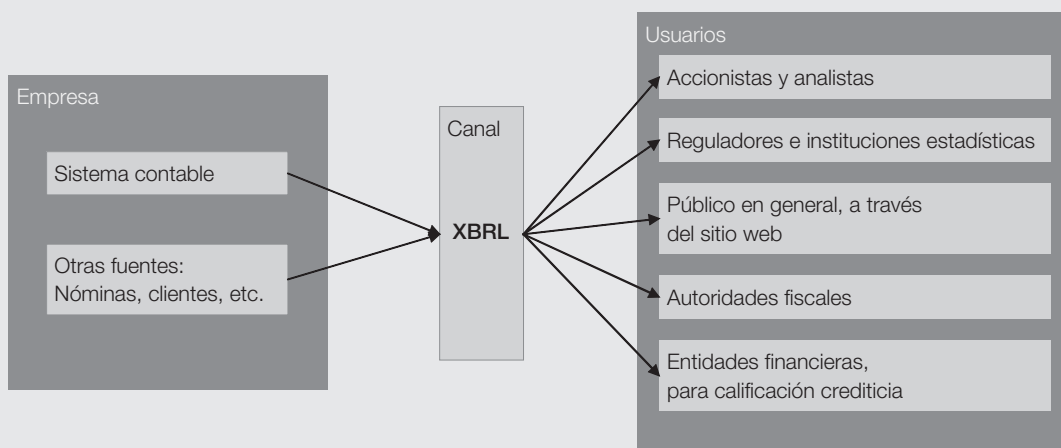 Empresa
Sistema contable
Otras fuentes:
Nóminas, clientes, etc.
Canal
XBRL
Usuarios
Accionistas y analistas
Reguladores e instituciones estadísticas
Público en general, a través
del sitio web
Autoridades fiscales
Entidades financieras,
para calificación crediticia